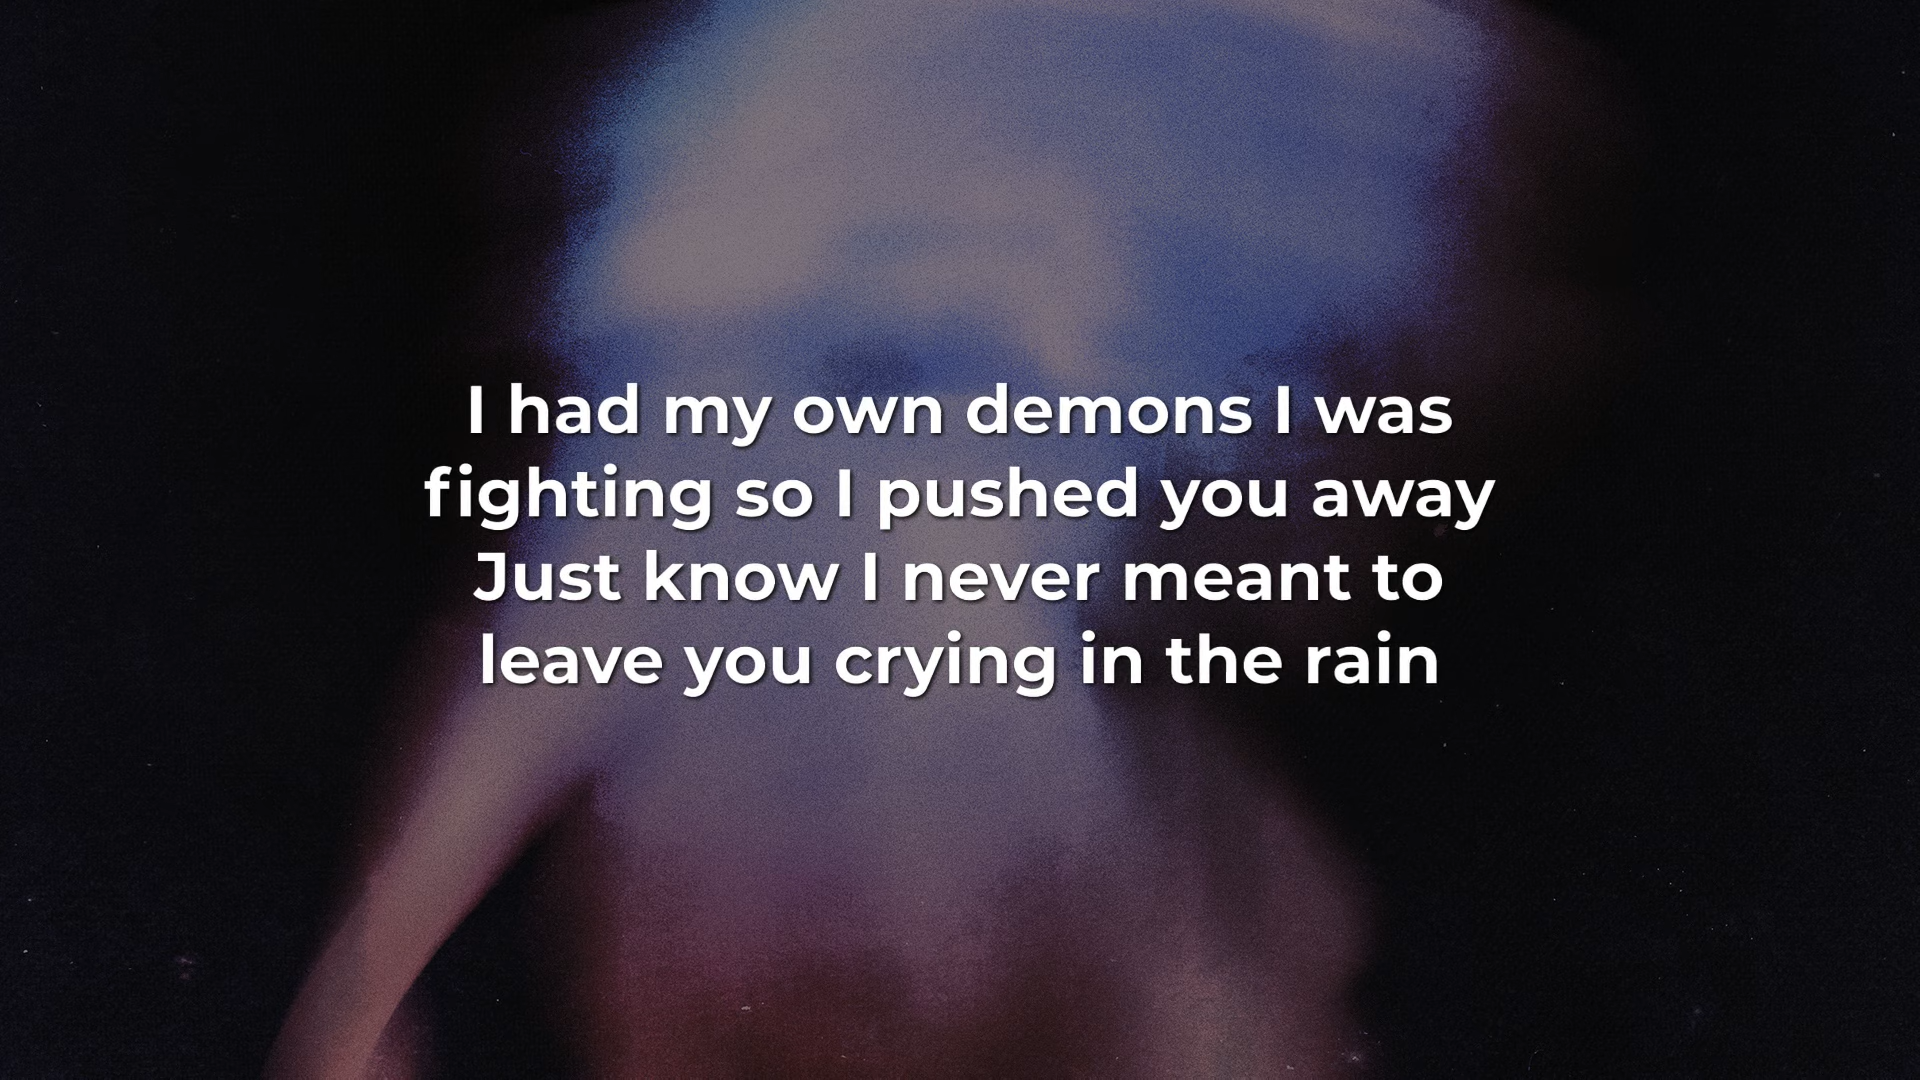 I had my own demons I was
fighting so I pushed you away
Just know I never meant to
leave you crying in the rain